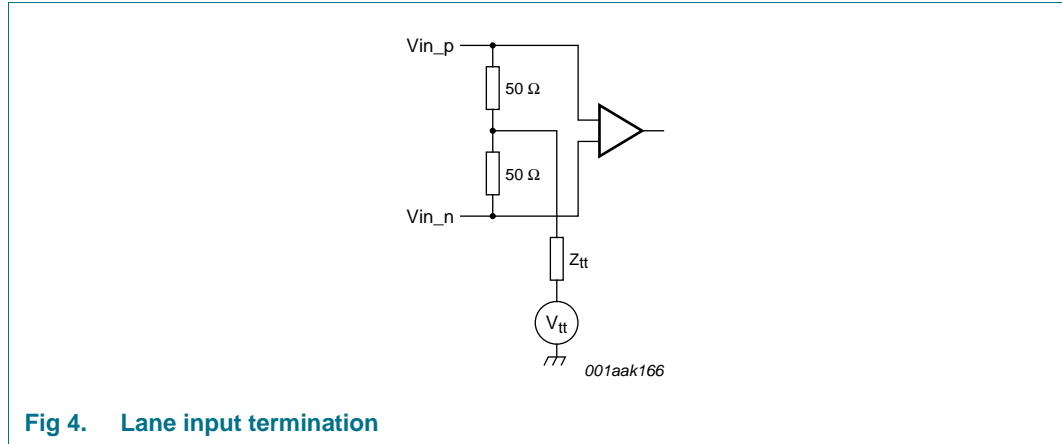 Vin_p
50 Ω
50 Ω
Vin_n
Ztt
Vtt
001aak166
Fig 4. Lane input termination